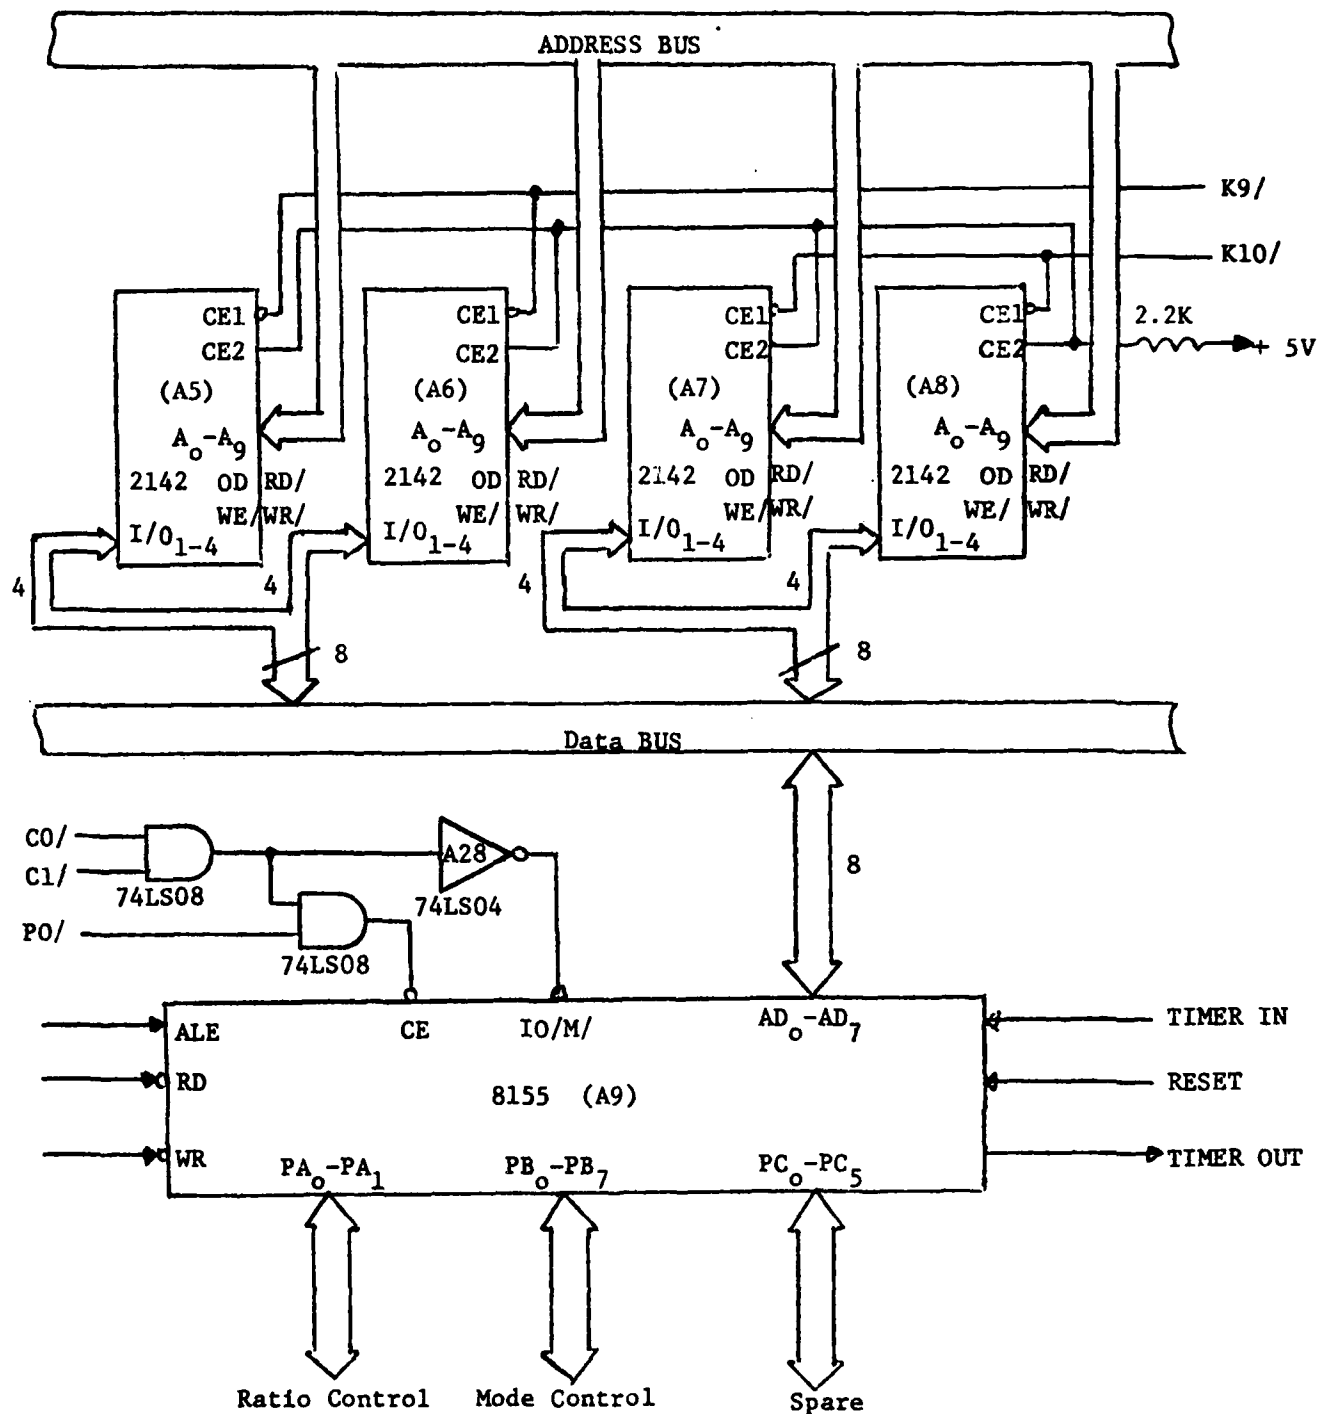 ADDRESS BUS
K9/
K10/
CE1
CE2
(A5)
Ao-A9
2142 OD RD/
WE/ WR/
I/O1-4
CE1
CE2
(A6)
Ao-A9
2142 OD RD/
WE/ WR/
I/O1-4
CE1
CE2
(A7)
Ao-A9
2142 OD RD/
WE/ WR/
I/O1-4
CE1
CE2
(A8)
Ao-A9
2142 OD RD/
WE/ WR/
I/O1-4
2.2K
+ 5V
4
4
4
4
8
8
Data BUS
C0/
C1/
74LS08
A28
74LS04
P0/
74LS08
8
ALE
CE
IO/M/
ADo-AD7
TIMER IN
RD
8155 (A9)
RESET
WR
PAo-PA1
PBo-PB7
PCo-PC5
TIMER OUT
Ratio Control
Mode Control
Spare